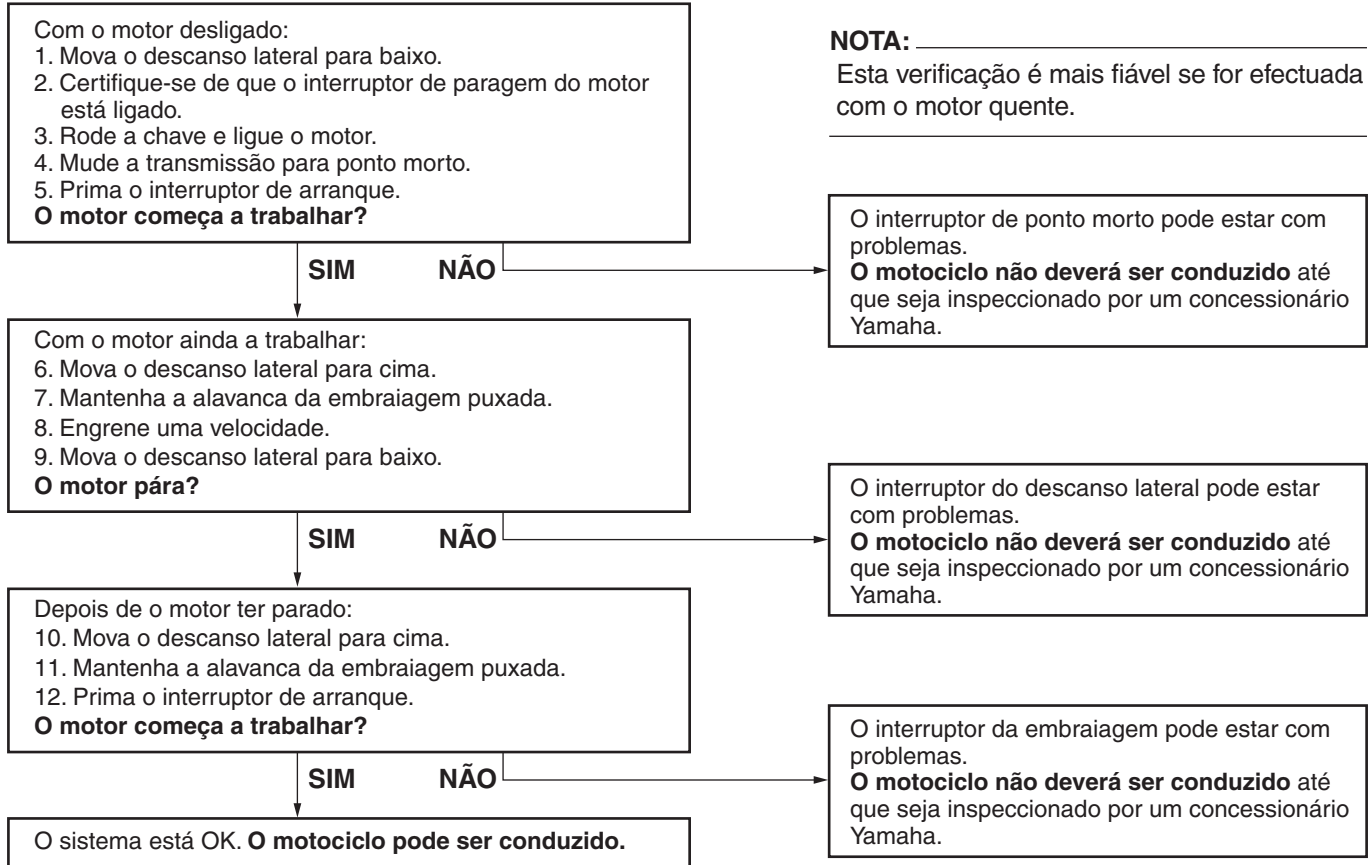 Com o motor desligado:
1. Mova o descanso lateral para baixo.
2. Certifique-se de que o interruptor de paragem do motor
está ligado.
3. Rode a chave e ligue o motor.
4. Mude a transmissão para ponto morto.
5. Prima o interruptor de arranque.
O motor começa a trabalhar?
NOTA:
Esta verificação é mais fiável se for efectuada
com o motor quente.
SIM NÃO
O interruptor de ponto morto pode estar com
problemas.
O motociclo não deverá ser conduzido até
que seja inspeccionado por um concessionário
Yamaha.
Com o motor ainda a trabalhar:
6. Mova o descanso lateral para cima.
7. Mantenha a alavanca da embraiagem puxada.
8. Engrene uma velocidade.
9. Mova o descanso lateral para baixo.
O motor pára?
SIM NÃO
O interruptor do descanso lateral pode estar
com problemas.
O motociclo não deverá ser conduzido até
que seja inspeccionado por um concessionário
Yamaha.
Depois de o motor ter parado:
10. Mova o descanso lateral para cima.
11. Mantenha a alavanca da embraiagem puxada.
12. Prima o interruptor de arranque.
O motor começa a trabalhar?
SIM NÃO
O interruptor da embraiagem pode estar com
problemas.
O motociclo não deverá ser conduzido até
que seja inspeccionado por um concessionário
Yamaha.
O sistema está OK. O motociclo pode ser conduzido.